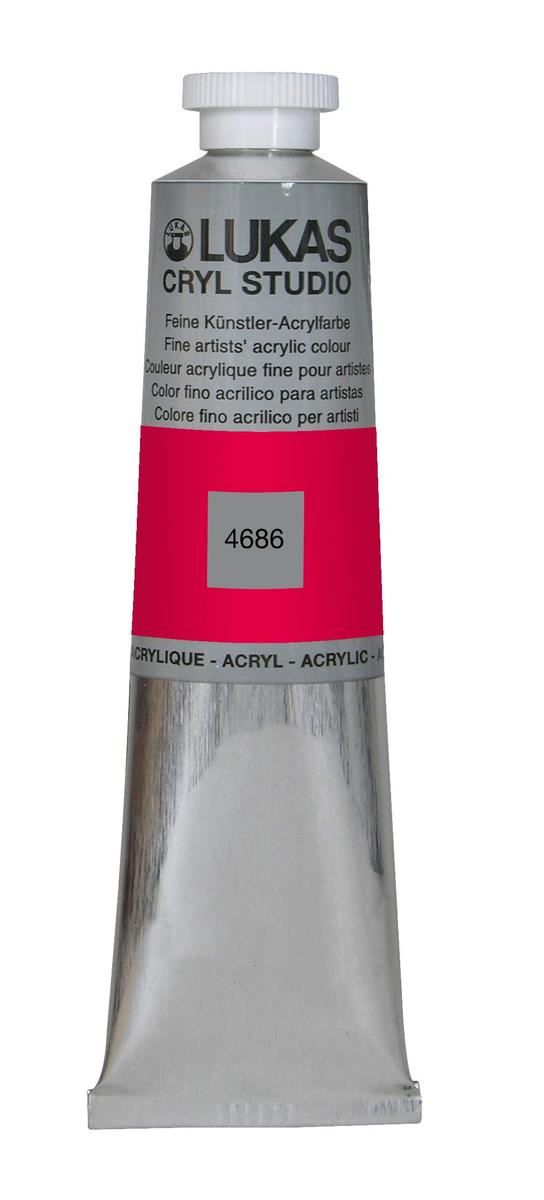 LUKAS
LUKAS
CRYL STUDIO
Feine Künstler-Acrylfarbe
Fine artists' acrylic colour
Couleur acrylique fine pour artistes
Color fino acrilico para artistas
Colore fino acrilico per artisti
4686
ACRYLIQUE - ACRYL - ACRYLIC -